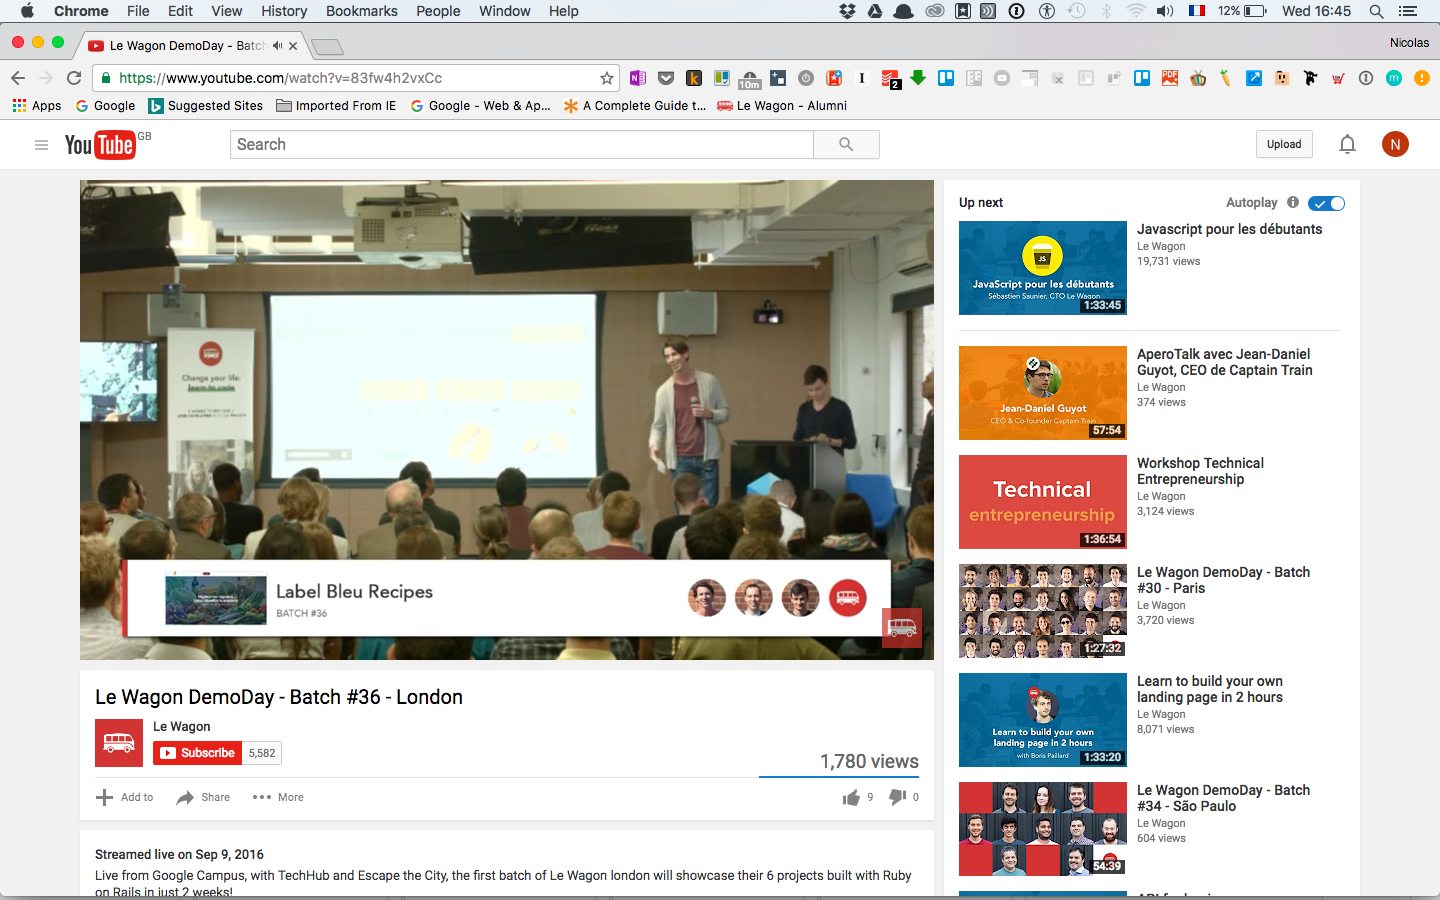 Chrome File Edit View History Bookmarks People Window Help
12% Wed 16:45
Le Wagon DemoDay - Batch
Nicolas
https://www.youtube.com/watch?v=83fw4h2vxCc
10m
2
PDF
Apps Google Suggested Sites Imported From IE Google - Web & Ap... A Complete Guide t... Le Wagon - Alumni
YouTube GB
Search
Upload
N
Change your life:
learn to code
Label Bleu Recipes
BATCH #36
Le Wagon DemoDay - Batch #36 - London
Le Wagon
Subscribe 5,582
1,780 views
Add to Share More
9 0
Streamed live on Sep 9, 2016
Live from Google Campus, with TechHub and Escape the City, the first batch of Le Wagon london will showcase their 6 projects built with Ruby
on Rails in just 2 weeks!
Up next
Autoplay
JS
JavaScript pour les débutants
Sébastien Saunier, CTO Le Wagon
1:33:45
Javascript pour les débutants
Le Wagon
19,731 views
Jean-Daniel Guyot
CEO & Co-founder Captain Train
57:54
AperoTalk avec Jean-Daniel
Guyot, CEO de Captain Train
Le Wagon
374 views
Technical
entrepreneurship
1:36:54
Workshop Technical
Entrepreneurship
Le Wagon
3,124 views
1:27:32
Le Wagon DemoDay - Batch
#30 - Paris
Le Wagon
3,720 views
Learn to build your own
landing page in 2 hours
with Boris Paillard
1:33:20
Learn to build your own
landing page in 2 hours
Le Wagon
8,071 views
54:39
Le Wagon DemoDay - Batch
#34 - São Paulo
Le Wagon
604 views